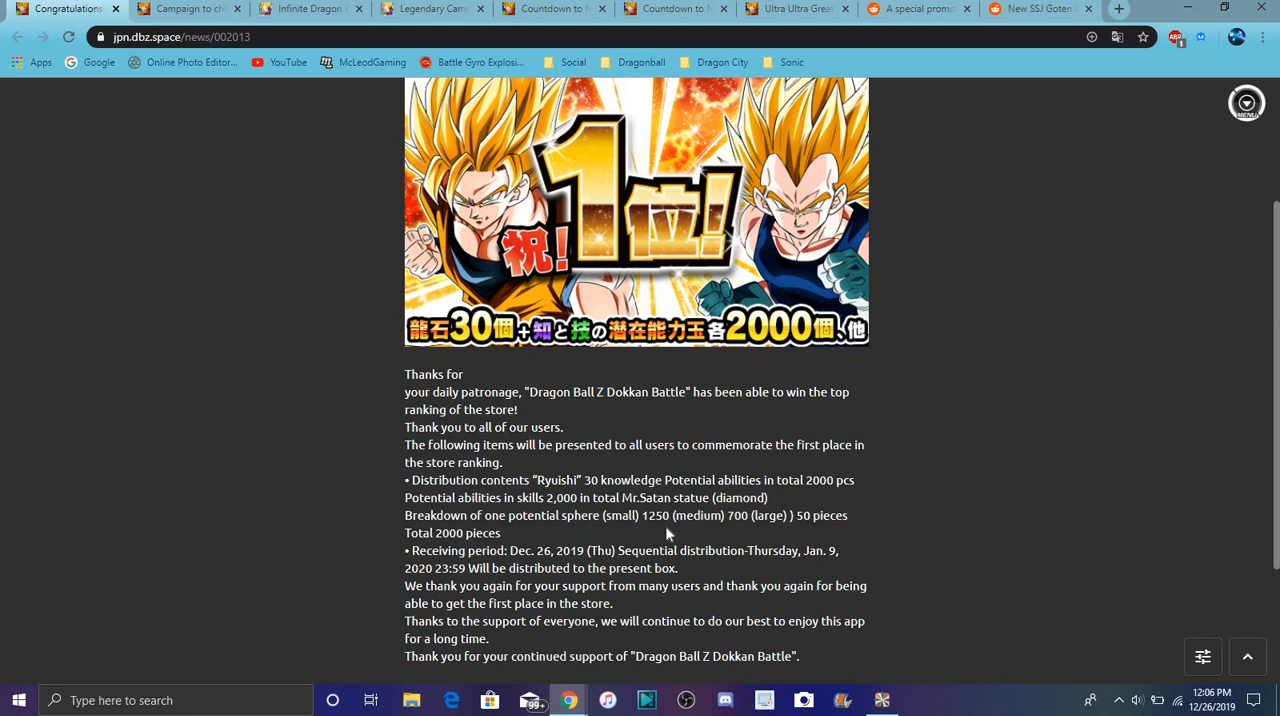 Congratulations
Campaign to ch
Infinite Dragon
Legendary Cam
Countdown to N
Countdown to N
Ultra Ultra Great
A special promo
New SSJ Goten a
jpn.dbz.space/news/002013
1
Apps
Google
Online Photo Editor...
YouTube
McLeodGaming
Battle Gyro Explosi...
Social
Dragonball
Dragon City
Sonic
MENU
祝! 1位!
龍石30個+知と技の潜在能力玉各2000個、他
Thanks for
your daily patronage, "Dragon Ball Z Dokkan Battle" has been able to win the top
ranking of the store!
Thank you to all of our users.
The following items will be presented to all users to commemorate the first place in
the store ranking.
• Distribution contents “Ryuishi” 30 knowledge Potential abilities in total 2000 pcs
Potential abilities in skills 2,000 in total Mr.Satan statue (diamond)
Breakdown of one potential sphere (small) 1250 (medium) 700 (large) ) 50 pieces
Total 2000 pieces
• Receiving period: Dec. 26, 2019 (Thu) Sequential distribution-Thursday, Jan. 9,
2020 23:59 Will be distributed to the present box.
We thank you again for your support from many users and thank you again for being
able to get the first place in the store.
Thanks to the support of everyone, we will continue to do our best to enjoy this app
for a long time.
Thank you for your continued support of "Dragon Ball Z Dokkan Battle".
Type here to search
99+
12:06 PM
12/26/2019